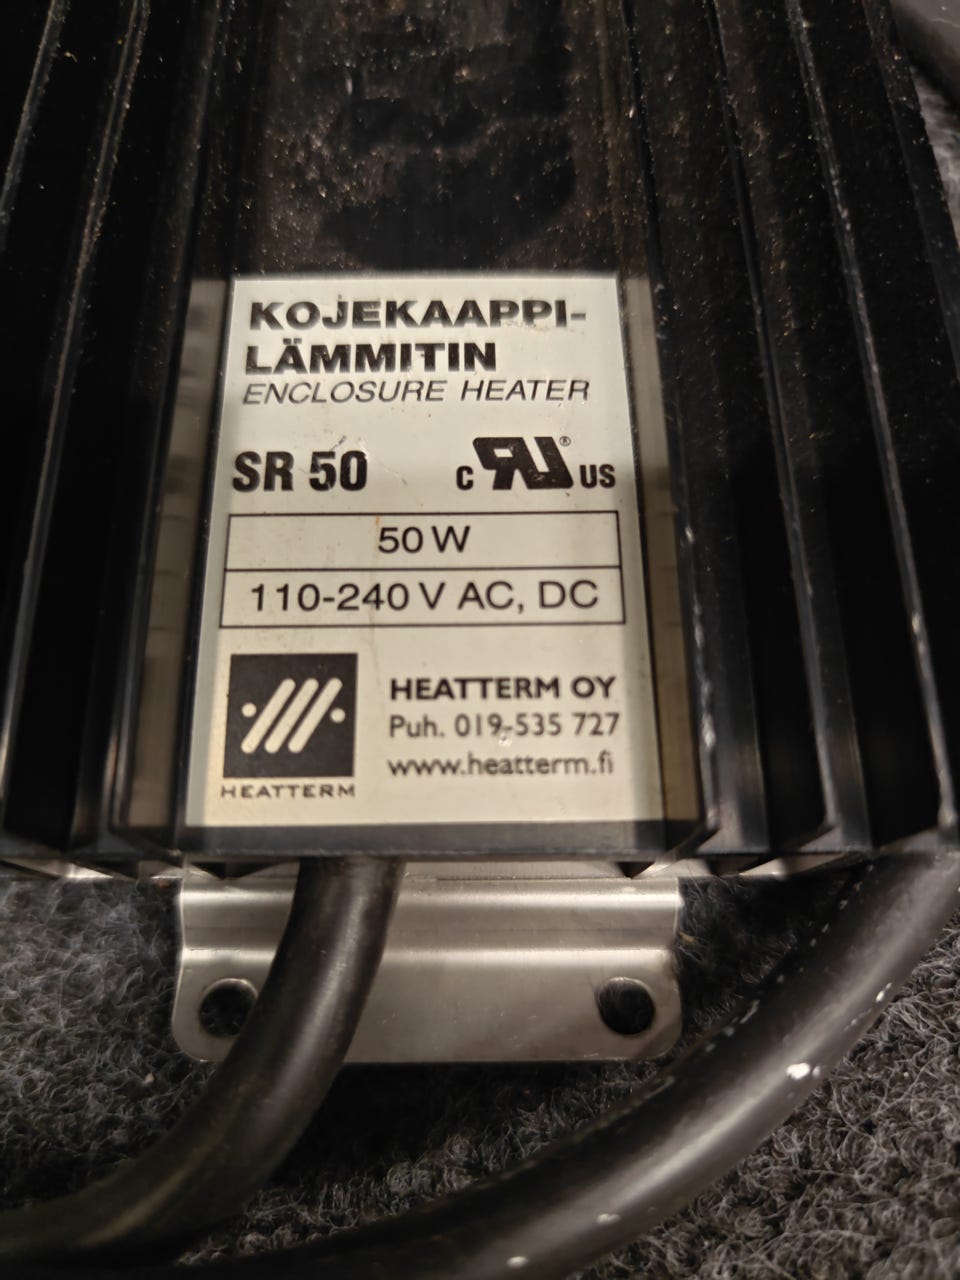 KOJEKAAPPI-
LÄMMITIN
ENCLOSURE HEATER
SR 50
c RU® US
50 W
110-240 V AC, DC
HEATTERM OY
Puh. 019-535 727
www.heatterm.fi
HEATTERM